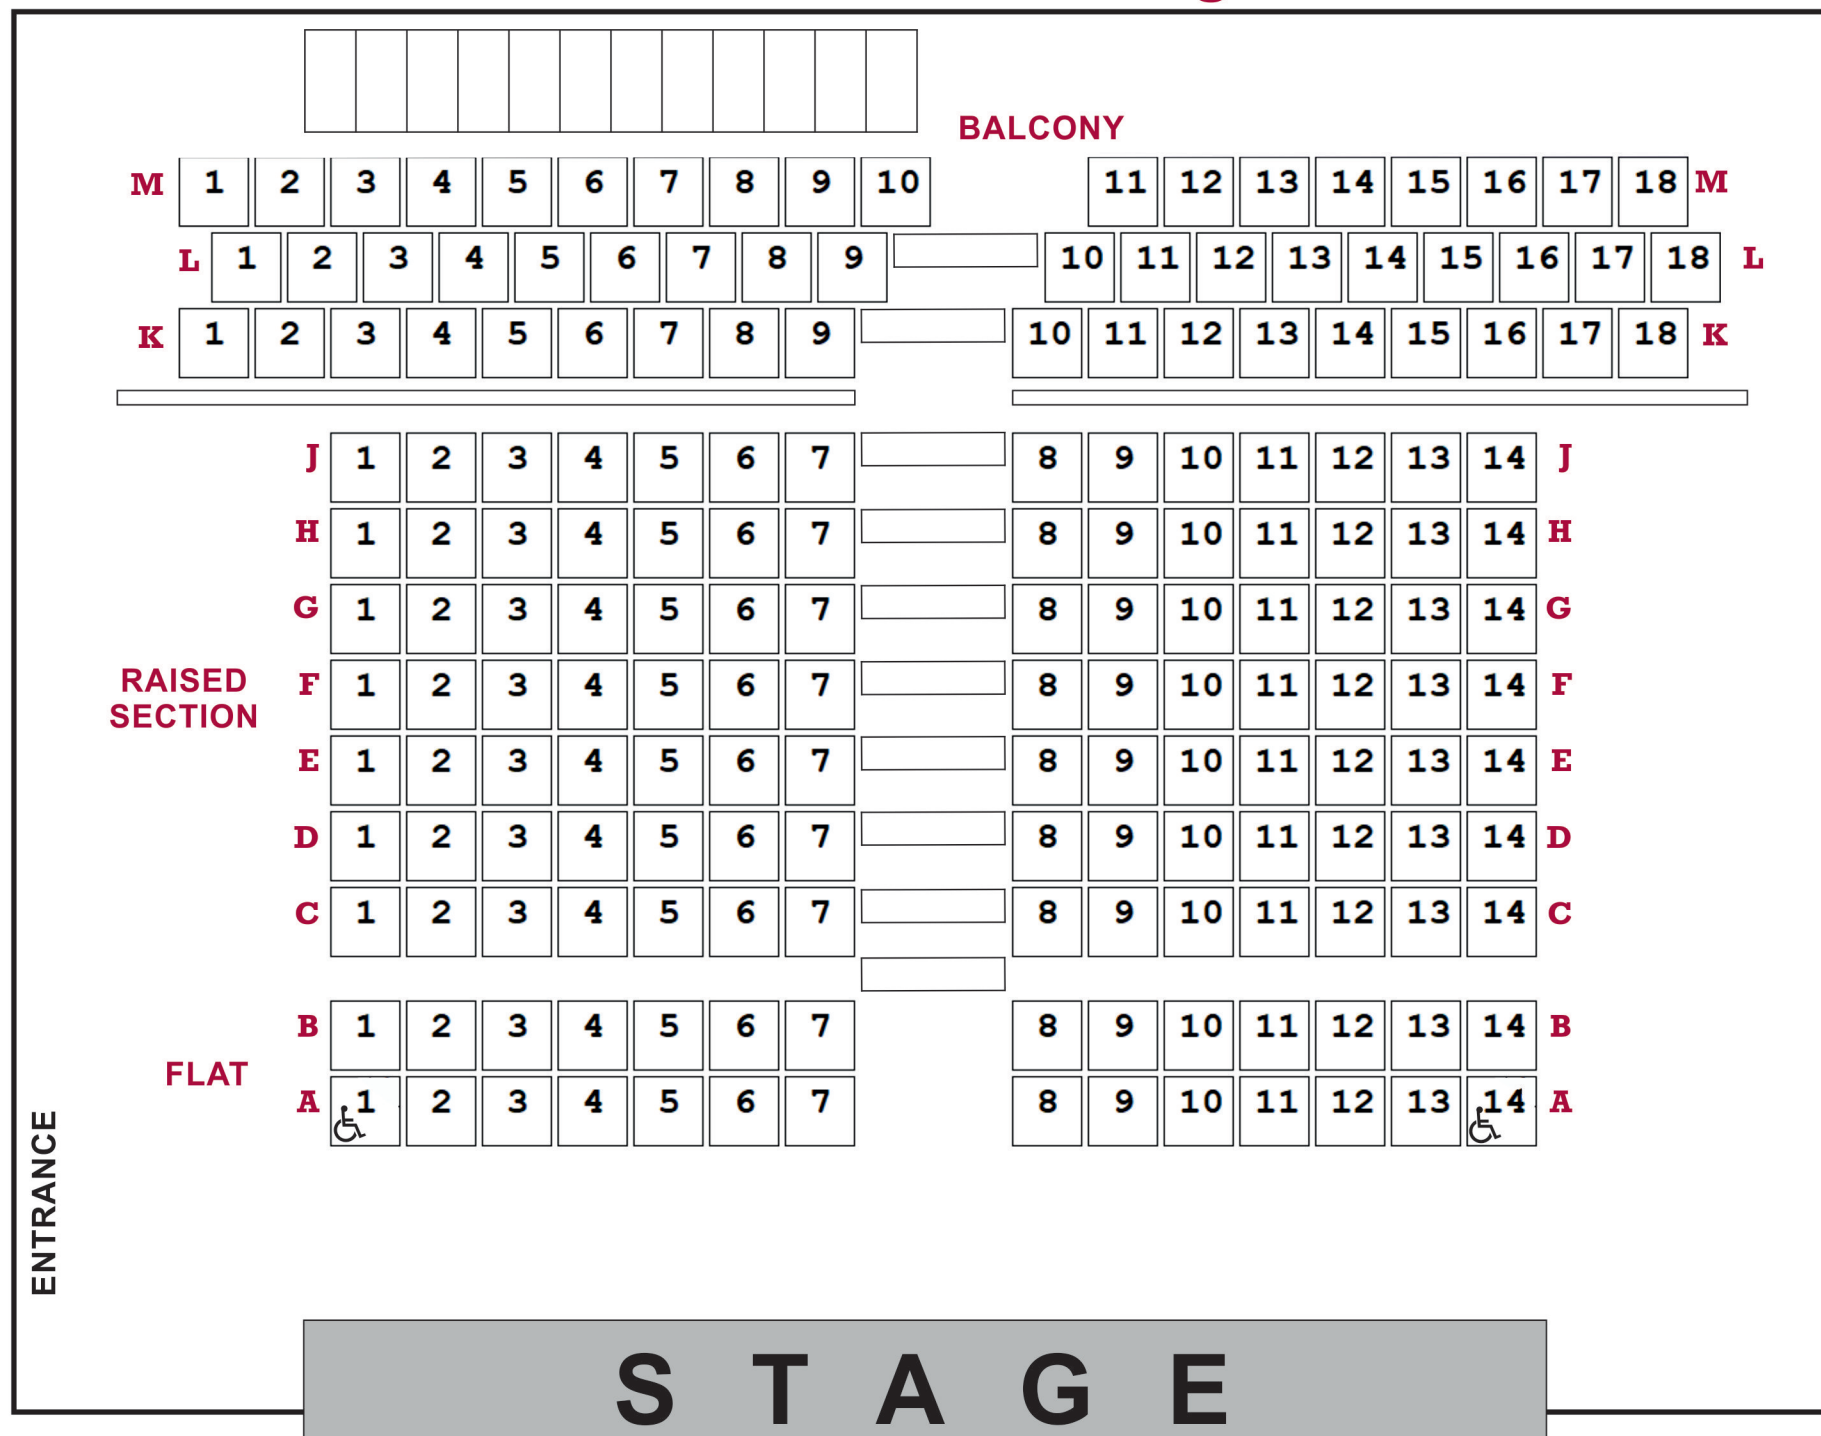 BALCONY
M 1 2 3 4 5 6 7 8 9 10 11 12 13 14 15 16 17 18 M
L 1 2 3 4 5 6 7 8 9 10 11 12 13 14 15 16 17 18 L
K 1 2 3 4 5 6 7 8 9 10 11 12 13 14 15 16 17 18 K
J 1 2 3 4 5 6 7 8 9 10 11 12 13 14 J
H 1 2 3 4 5 6 7 8 9 10 11 12 13 14 H
G 1 2 3 4 5 6 7 8 9 10 11 12 13 14 G
RAISED
SECTION
F 1 2 3 4 5 6 7 8 9 10 11 12 13 14 F
E 1 2 3 4 5 6 7 8 9 10 11 12 13 14 E
D 1 2 3 4 5 6 7 8 9 10 11 12 13 14 D
C 1 2 3 4 5 6 7 8 9 10 11 12 13 14 C
B 1 2 3 4 5 6 7 8 9 10 11 12 13 14 B
FLAT
A 1 2 3 4 5 6 7 8 9 10 11 12 13 14 A
ENTRANCE
STAGE